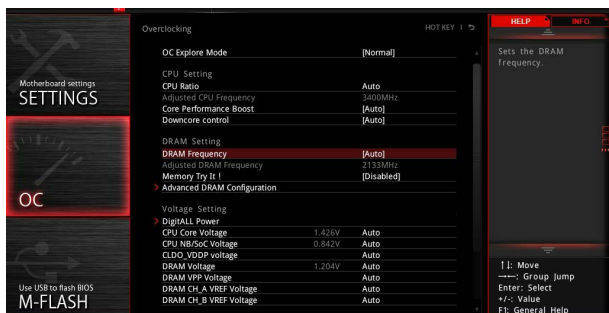 Overclocking
HOT KEY
HELP
INFO
OC Explore Mode [Normal]
Sets the DRAM
frequency.
CPU Setting
CPU Ratio Auto
Adjusted CPU Frequency 3400MHz
Core Performance Boost [Auto]
Downcore control [Auto]
Motherboard settings
SETTINGS
DRAM Setting
DRAM Frequency [Auto]
Adjusted DRAM Frequency 2133MHz
Memory Try It ! [Disabled]
> Advanced DRAM Configuration
OC
Voltage Setting
> DigitALL Power
CPU Core Voltage 1.426V Auto
CPU NB/SoC Voltage 0.842V Auto
CLDO_VDDP voltage Auto
DRAM Voltage 1.204V Auto
DRAM VPP Voltage Auto
DRAM CH_A VREF Voltage Auto
DRAM CH_B VREF Voltage Auto
Use USB to flash BIOS
M-FLASH
↑↓: Move
→←: Group Jump
Enter: Select
+/-: Value
F1: General Help